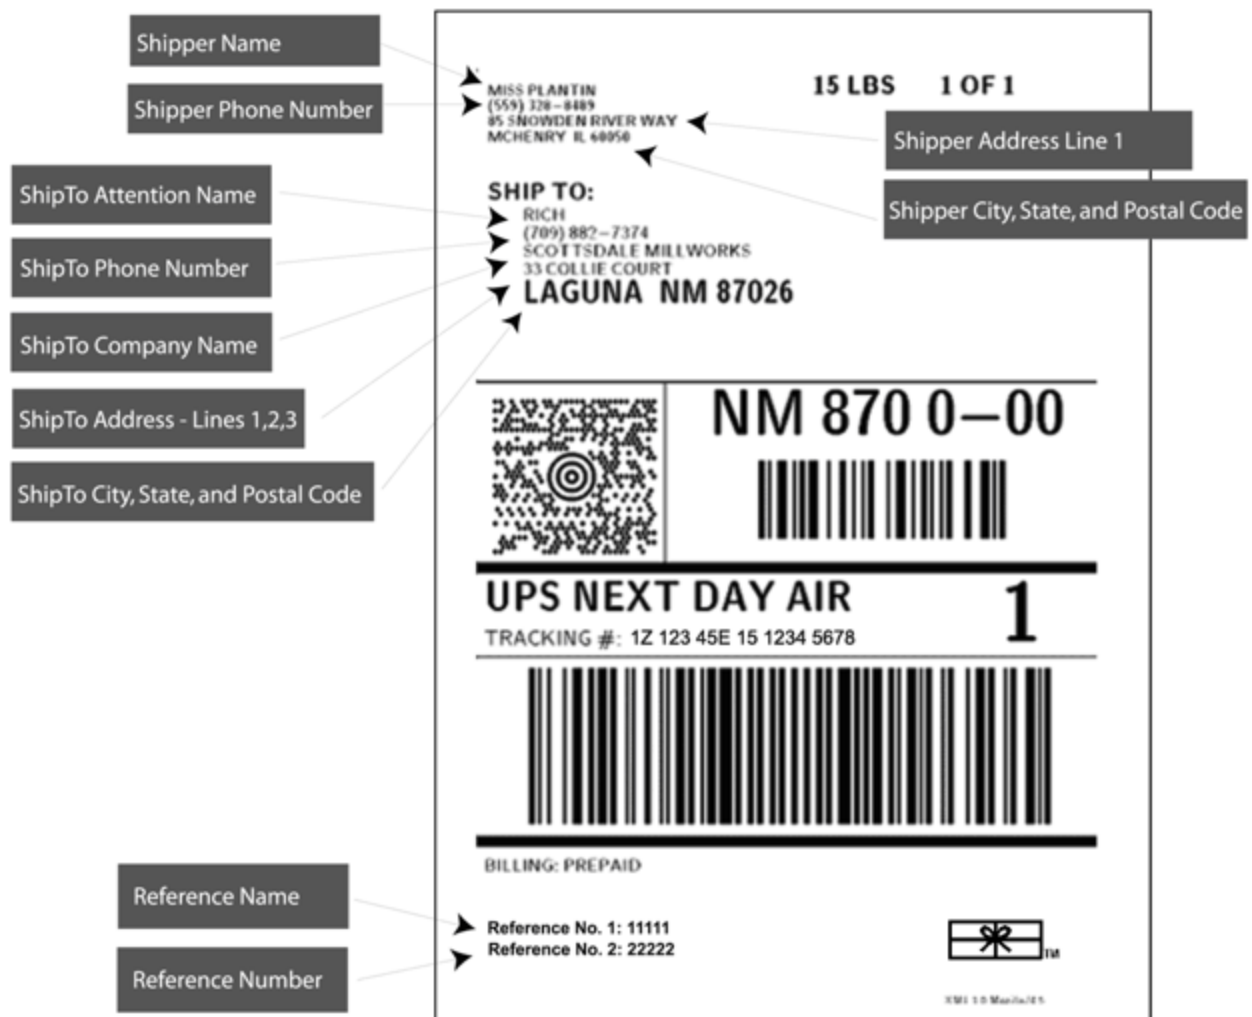 Shipper Name
Shipper Phone Number
ShipTo Attention Name
ShipTo Phone Number
ShipTo Company Name
ShipTo Address - Lines 1,2,3
ShipTo City, State, and Postal Code
Reference Name
Reference Number
MISS PLANTIN
(559) 328-8489
85 SNOWDEN RIVER WAY
MCHENRY IL 60050
15 LBS 1 OF 1
Shipper Address Line 1
Shipper City, State, and Postal Code
SHIP TO:
RICH
(709) 882-7374
SCOTTSDALE MILLWORKS
33 COLLIE COURT
LAGUNA NM 87026
NM 870 0-00
UPS NEXT DAY AIR
1
TRACKING #: 1Z 123 45E 15 1234 5678
BILLING: PREPAID
Reference No. 1: 11111
Reference No. 2: 22222
TM